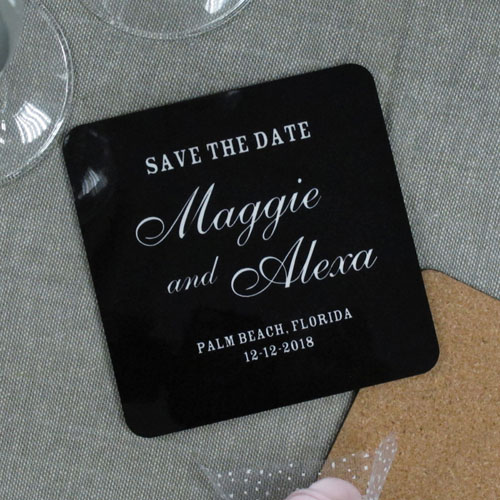 SAVE THE DATE
Maggie
and Alexa
PALM BEACH, FLORIDA
12-12-2018